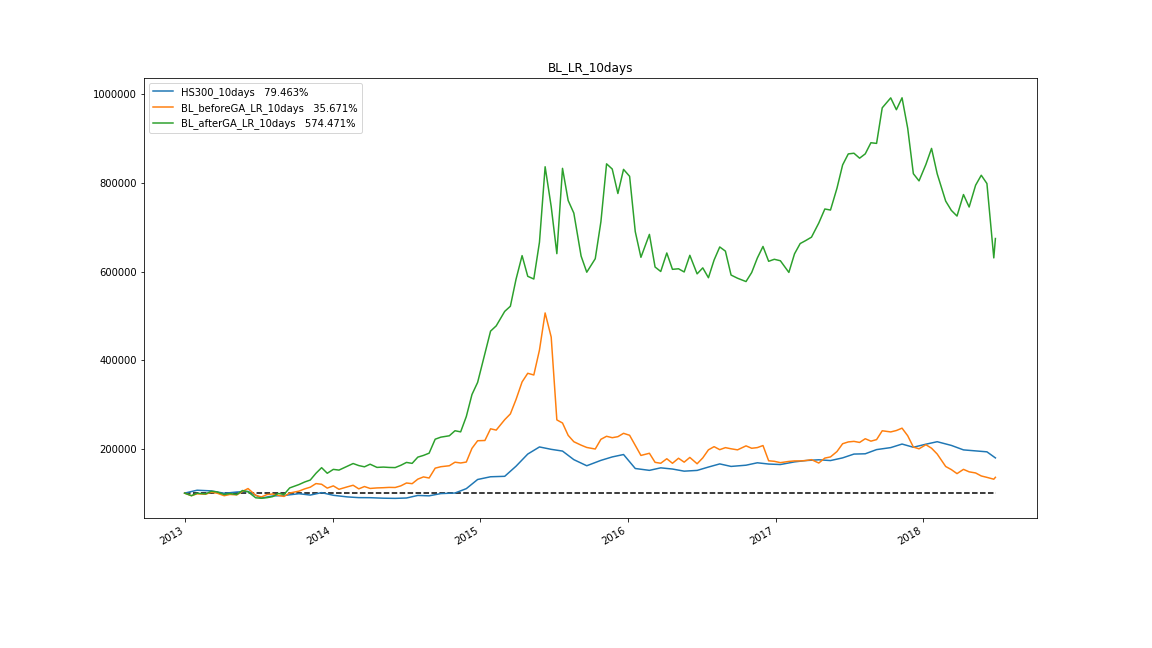 BL_LR_10days
HS300_10days 79.463%
BL_beforeGA_LR_10days 35.671%
BL_afterGA_LR_10days 574.471%
1000000
800000
600000
400000
200000
2013 2014 2015 2016 2017 2018